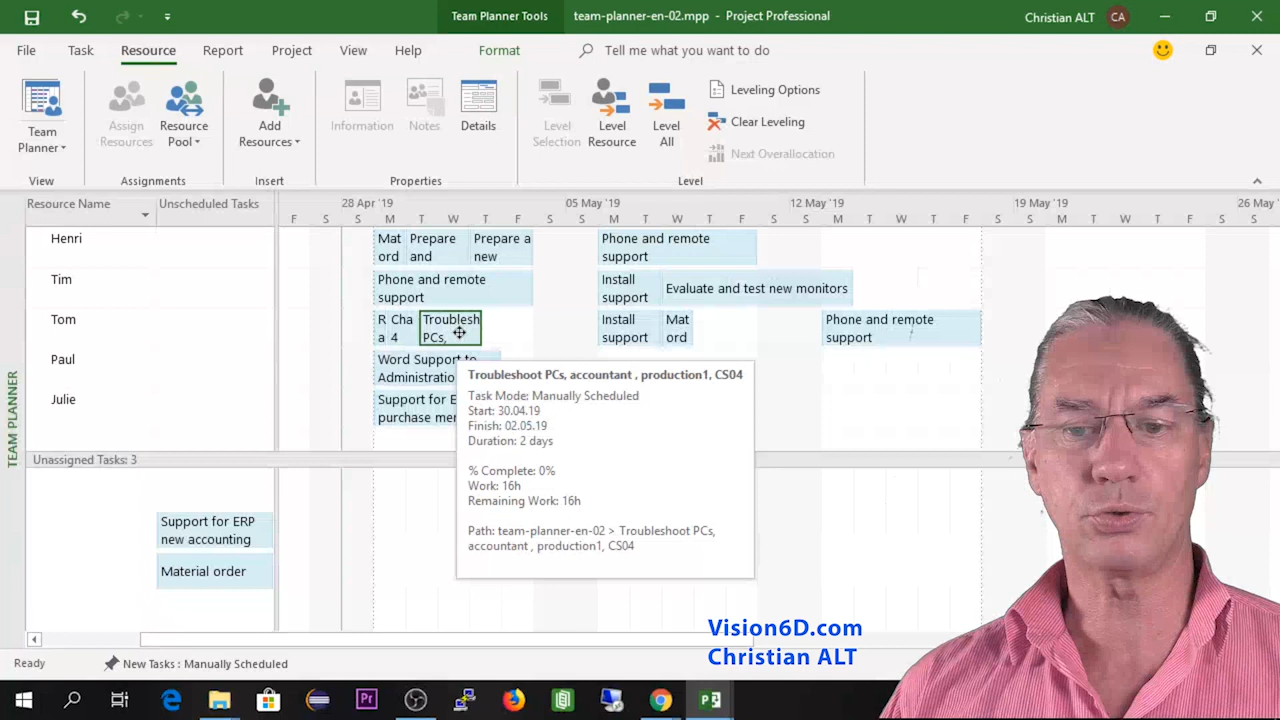 Team Planner Tools
team-planner-en-02.mpp - Project Professional
Christian ALT
CA
File
Task
Resource
Report
Project
View
Help
Format
Tell me what you want to do
Team
Planner
Assign
Resources
Resource
Pool
Add
Resources
Information
Notes
Details
Level
Selection
Level
Resource
Level
All
Leveling Options
Clear Leveling
Next Overallocation
View
Assignments
Insert
Properties
Level
Resource Name
Unscheduled Tasks
28 Apr '19
05 May '19
12 May '19
19 May '19
26 May '
F S S M T W T F S S M T W T F S S M T W T F S S M T W T F S S
TEAM PLANNER
Henri
Mat
ord
Prepare
and
Prepare a
new
Phone and remote
support
Tim
Phone and remote
support
Install
support
Evaluate and test new monitors
Tom
R
a
Cha
4
Troublesh
PCs,
Install
support
Mat
ord
Phone and remote
support
Paul
Word Support to
Administratio
Julie
Support for E
purchase mer
Troubleshoot PCs, accountant , production1, CS04
Task Mode: Manually Scheduled
Start: 30.04.19
Finish: 02.05.19
Duration: 2 days
% Complete: 0%
Work: 16h
Remaining Work: 16h
Path: team-planner-en-02 > Troubleshoot PCs,
accountant , production1, CS04
Unassigned Tasks: 3
Support for ERP
new accounting
Material order
Vision6D.com
Christian ALT
Ready
New Tasks : Manually Scheduled
Pr
P